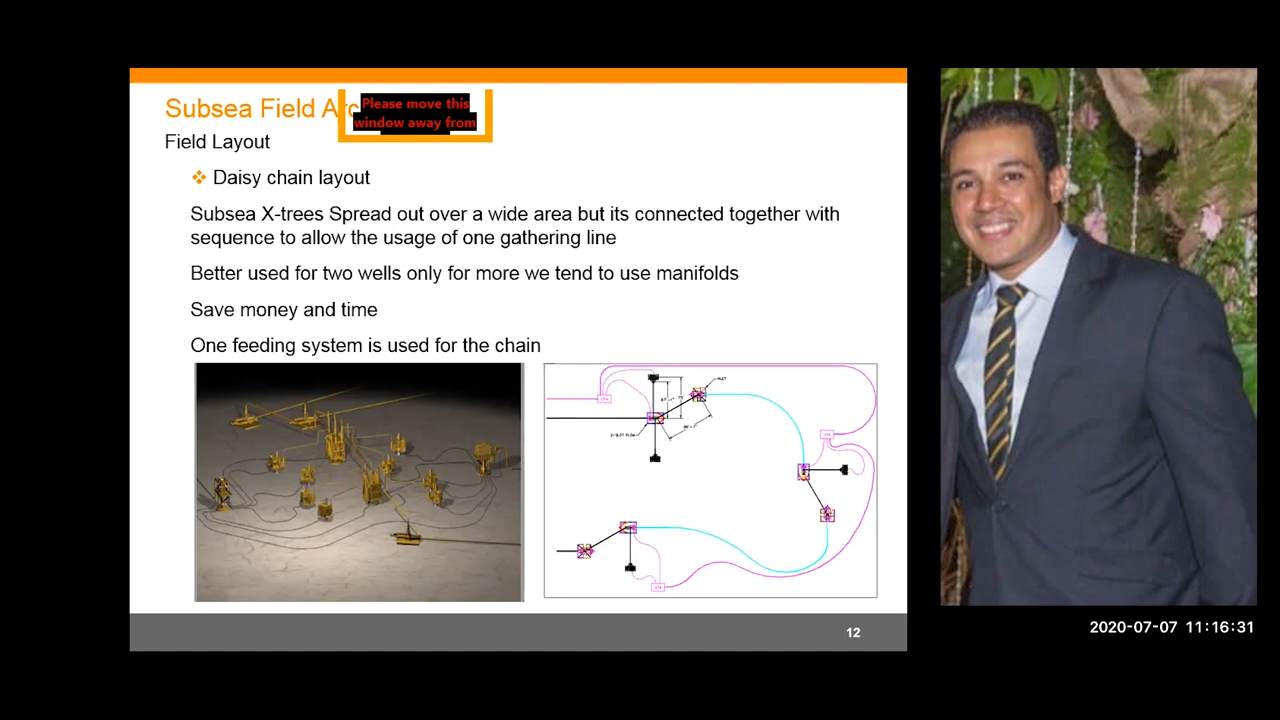 Subsea Field Arc
Please move this
window away from
Field Layout
❖ Daisy chain layout
Subsea X-trees Spread out over a wide area but its connected together with
sequence to allow the usage of one gathering line
Better used for two wells only for more we tend to use manifolds
Save money and time
One feeding system is used for the chain
12
2020-07-07 11:16:31